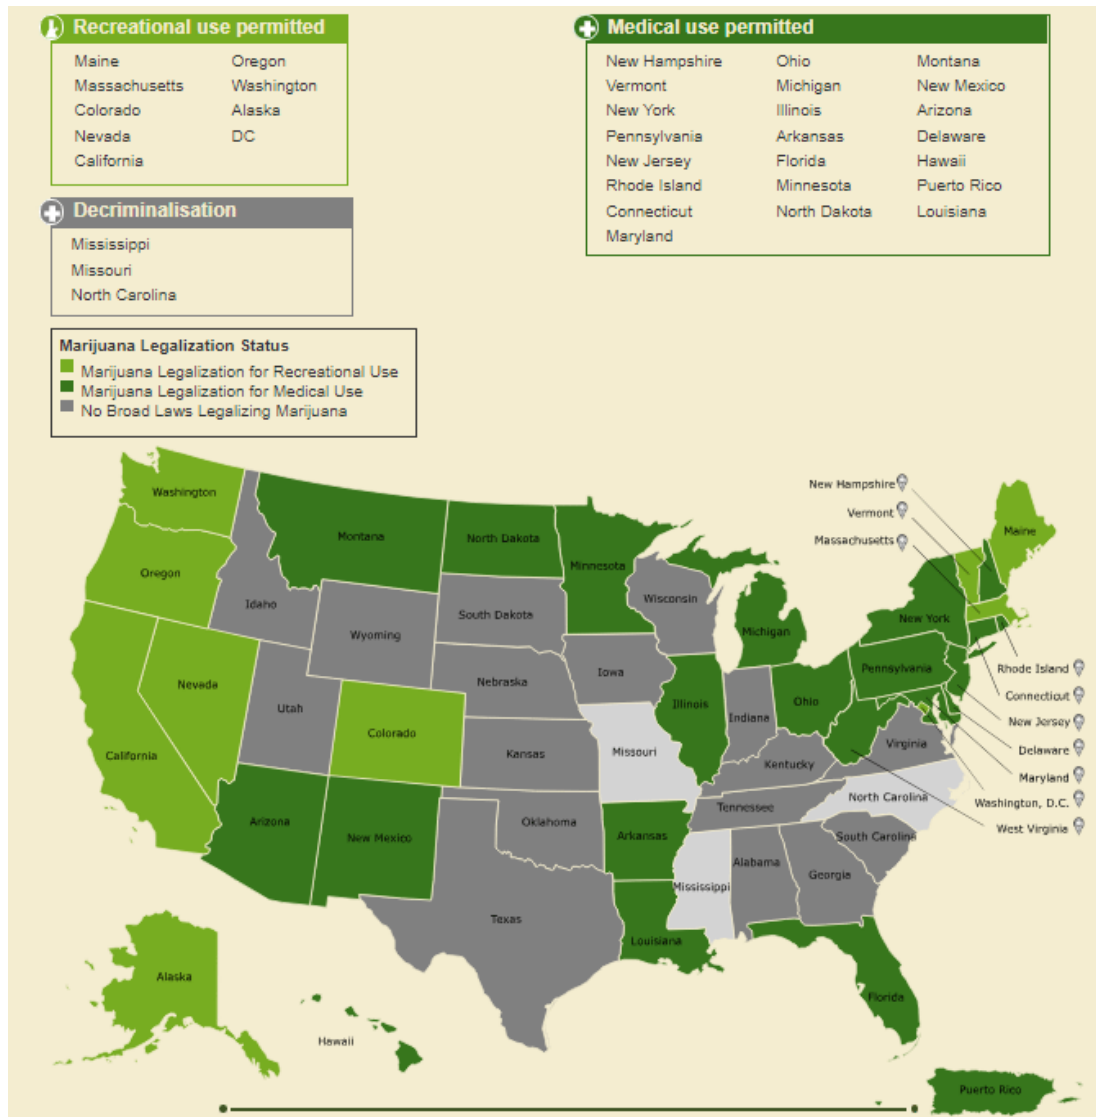 Recreational use permitted
Maine Oregon
Massachusetts Washington
Colorado Alaska
Nevada DC
California
Medical use permitted
New Hampshire Ohio Montana
Vermont Michigan New Mexico
New York Illinois Arizona
Pennsylvania Arkansas Delaware
New Jersey Florida Hawaii
Rhode Island Minnesota Puerto Rico
Connecticut North Dakota Louisiana
Maryland
Decriminalisation
Mississippi
Missouri
North Carolina
Marijuana Legalization Status
Marijuana Legalization for Recreational Use
Marijuana Legalization for Medical Use
No Broad Laws Legalizing Marijuana
Washington
Oregon
California
Nevada
Idaho
Montana
Wyoming
Utah
Colorado
Arizona
New Mexico
North Dakota
South Dakota
Nebraska
Kansas
Oklahoma
Texas
Minnesota
Iowa
Missouri
Arkansas
Louisiana
Wisconsin
Illinois
Michigan
Indiana
Ohio
Kentucky
Tennessee
Mississippi
Alabama
Georgia
Florida
South Carolina
North Carolina
Virginia
Pennsylvania
New York
Maine
New Hampshire
Vermont
Massachusetts
Rhode Island
Connecticut
New Jersey
Delaware
Maryland
Washington, D.C.
West Virginia
Alaska
Hawaii
Puerto Rico